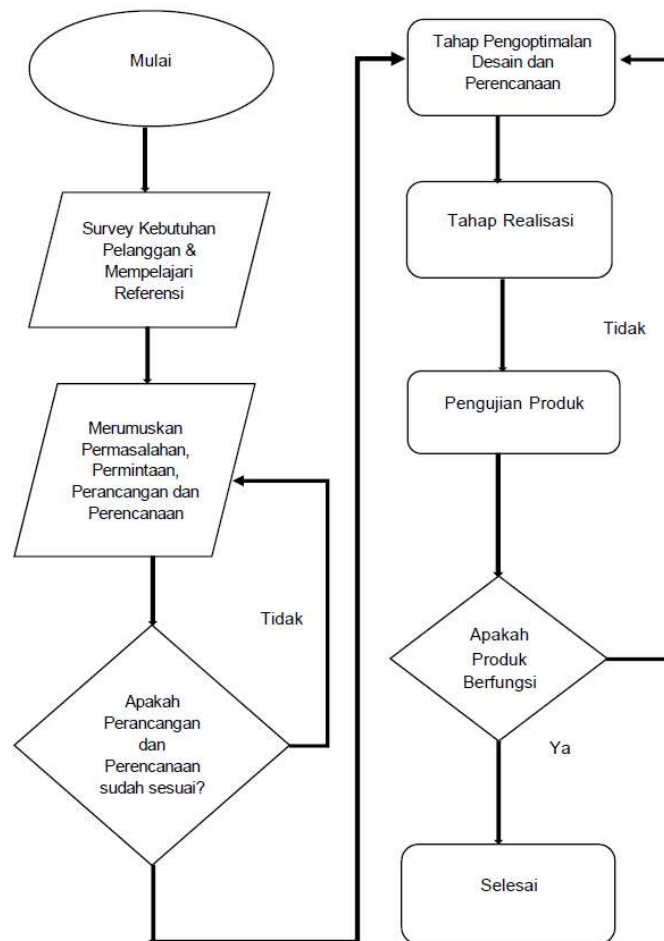 Mulai
Survey Kebutuhan
Pelanggan &
Mempelajari
Referensi
Merumuskan
Permasalahan,
Permintaan,
Perancangan dan
Perencanaan
Tidak
Apakah
Perancangan
dan
Perencanaan
sudah sesuai?
Tahap Pengoptimalan
Desain dan
Perencanaan
Tahap Realisasi
Tidak
Pengujian Produk
Apakah
Produk
Berfungsi
Ya
Selesai